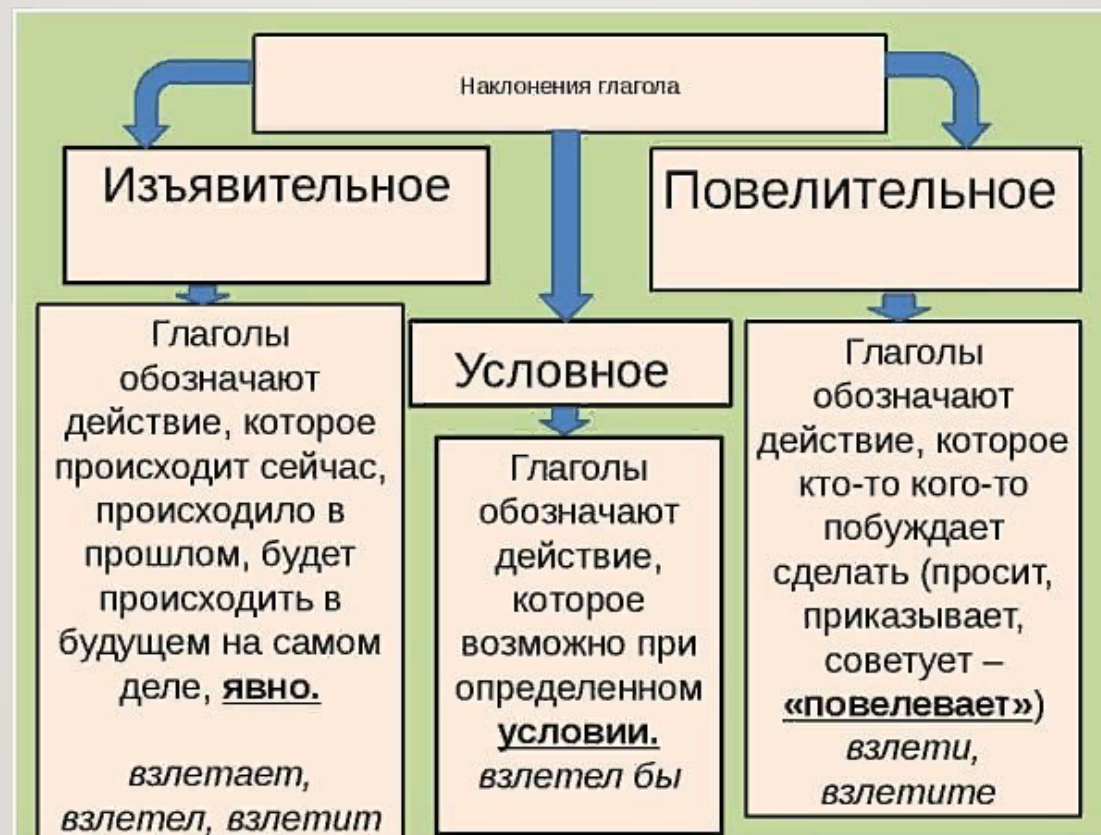 Наклонения глагола
Изъявительное
Повелительное
Глаголы
обозначают
действие, которое
происходит сейчас,
происходило в
прошлом, будет
происходить в
будущем на самом
деле, явно.
взлетает,
взлетел, взлетит
Условное
Глаголы
обозначают
действие,
которое
возможно при
определенном
условии.
взлетел бы
Глаголы
обозначают
действие, которое
кто-то кого-то
побуждает
сделать (просит,
приказывает,
советует –
«повелевает»)
взлети,
взлетите